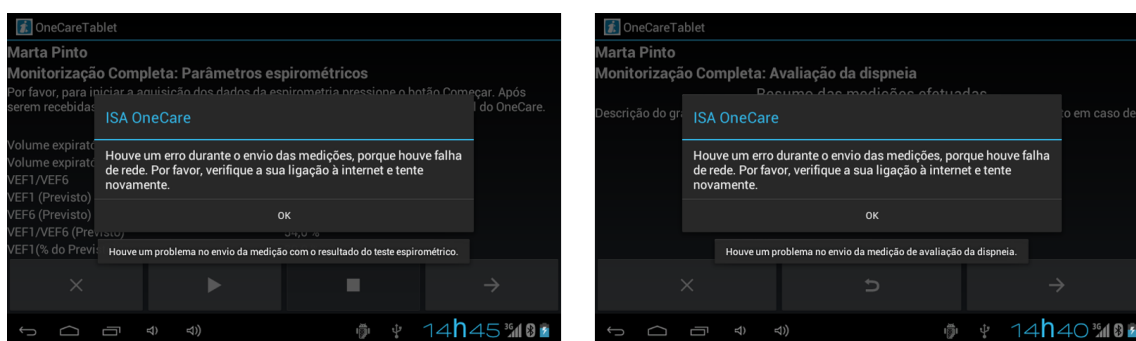 OneCareTablet
Marta Pinto
Monitorização Completa: Parâmetros espirométricos
Por favor, para iniciar a aquisição dos dados da espirometria pressione o botão Começar. Após
serem recebidas do OneCare.
ISA OneCare
Houve um erro durante o envio das medições, porque houve falha
de rede. Por favor, verifique a sua ligação à internet e tente
novamente.
OK
Volume
Volume
VEF1/VEF6
VEF1 (Previsto)
VEF6 (Previsto)
VEF1/VEF6
VEF1(% do
Houve um problema no envio da medição com o resultado do teste espirométrico.
14h45 3G
OneCareTablet
Marta Pinto
Monitorização Completa: Avaliação da dispneia
Resumo das medições efetuadas
Descrição do em caso de
ISA OneCare
Houve um erro durante o envio das medições, porque houve falha
de rede. Por favor, verifique a sua ligação à internet e tente
novamente.
OK
Houve um problema no envio da medição de avaliação da dispneia.
14h40 3G